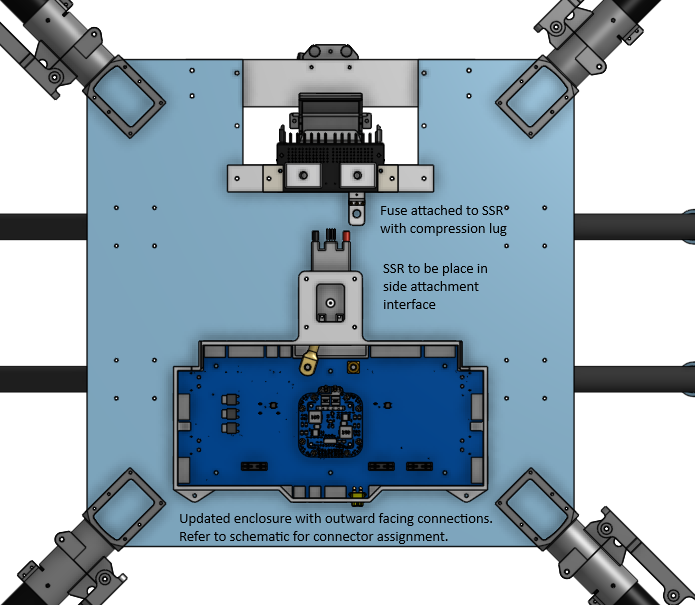 Fuse attached to SSR
with compression lug
SSR to be place in
side attachment
interface
Updated enclosure with outward facing connections.
Refer to schematic for connector assignment.